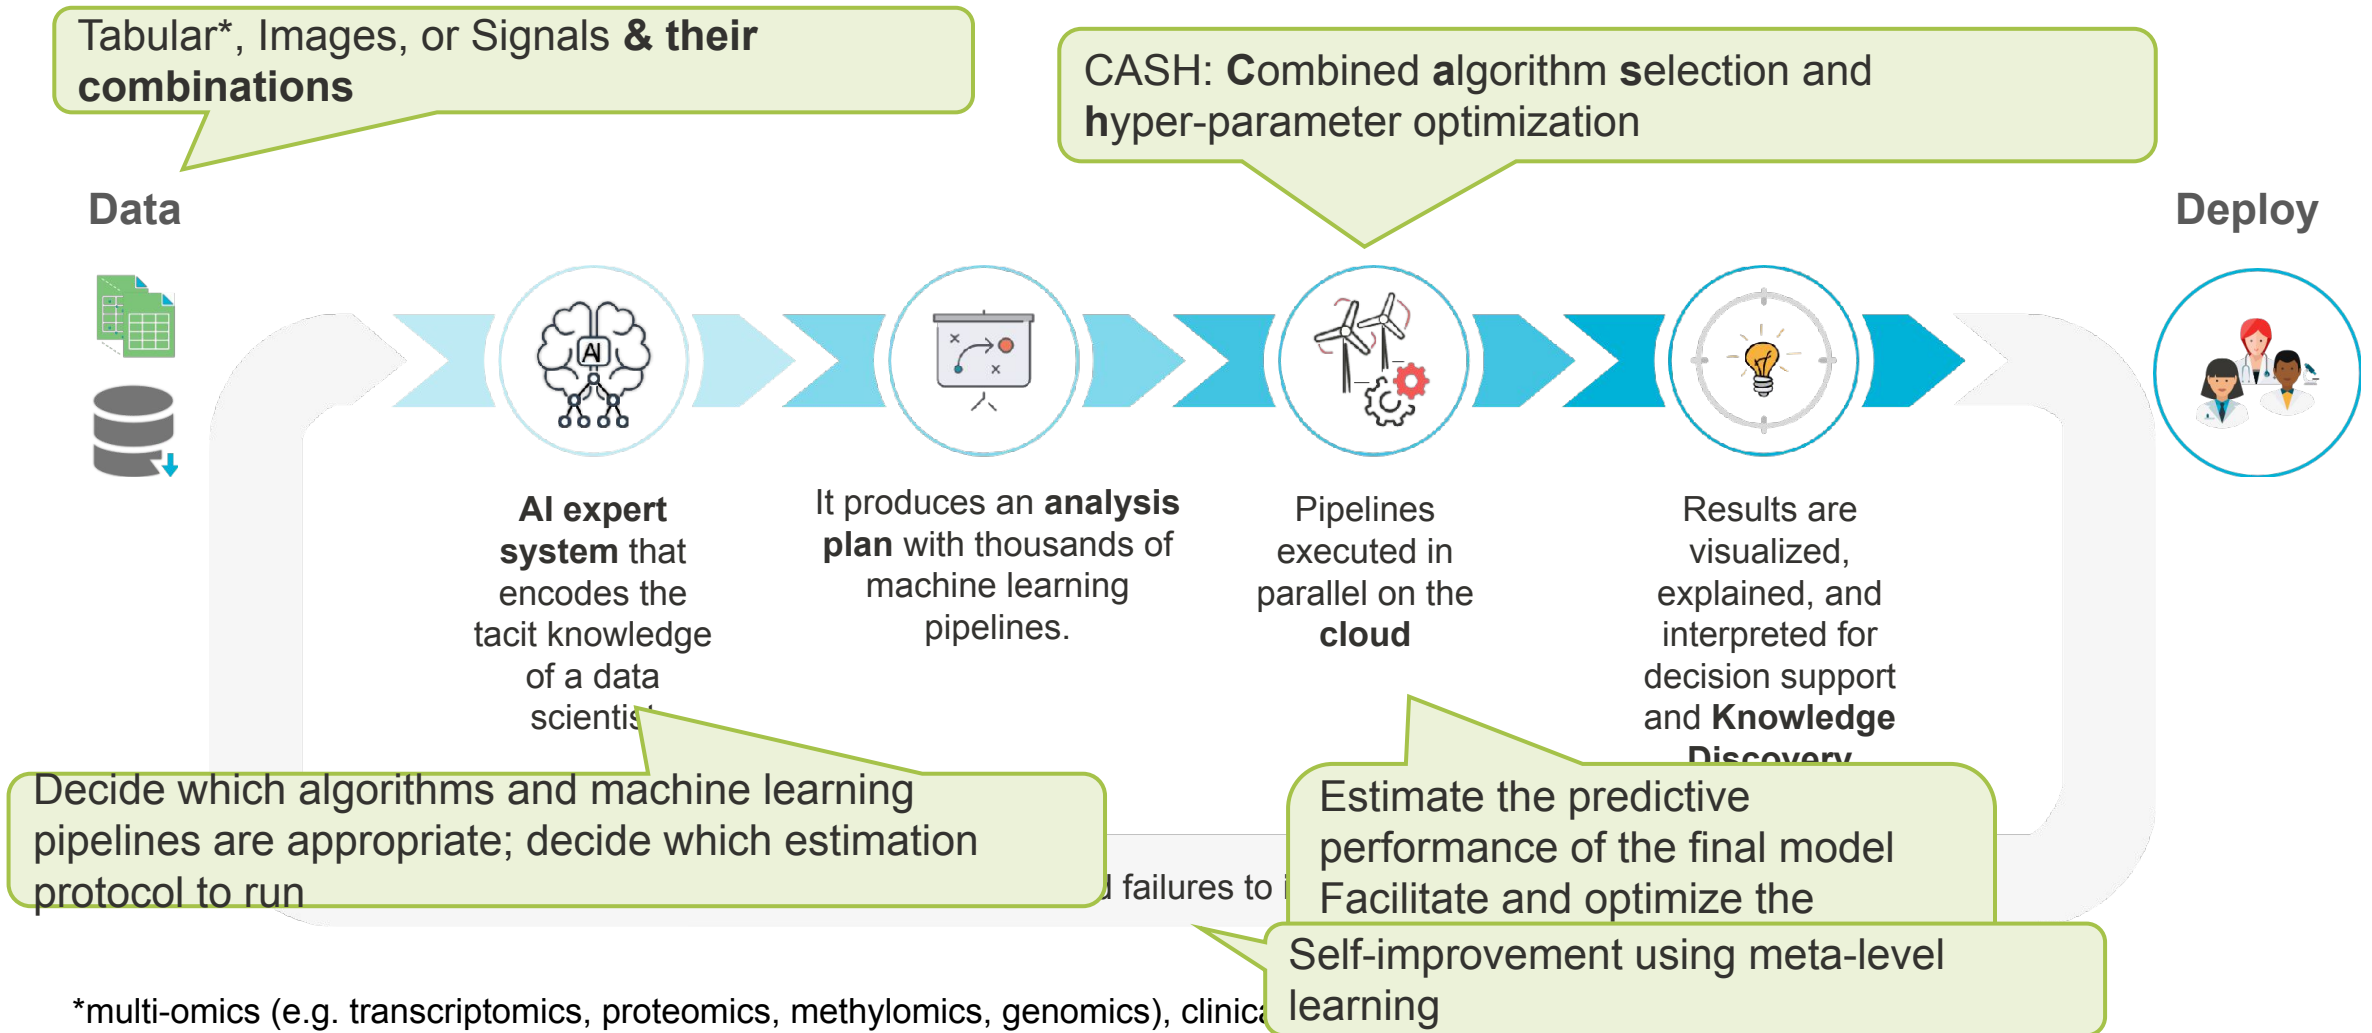 Tabular*, Images, or Signals & their
combinations
CASH: Combined algorithm selection and
hyper-parameter optimization
Data
Deploy
AI
AI expert
system that
encodes the
tacit knowledge
of a data
scientist
It produces an analysis
plan with thousands of
machine learning
pipelines.
Pipelines
executed in
parallel on the
cloud
Results are
visualized,
explained, and
interpreted for
decision support
and Knowledge
Discovery
Decide which algorithms and machine learning
pipelines are appropriate; decide which estimation
protocol to run
failures to
Estimate the predictive
performance of the final model
Facilitate and optimize the
Self-improvement using meta-level
learning
*multi-omics (e.g. transcriptomics, proteomics, methylomics, genomics),